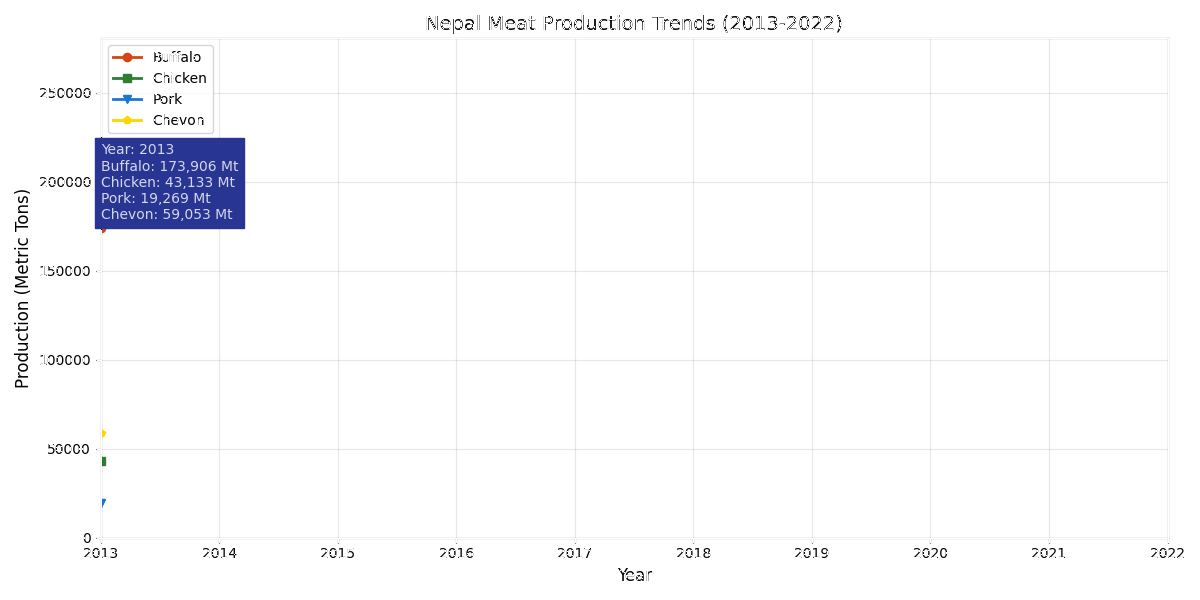 Nepal Meat Production Trends (2013-2022)
Buffalo
Chicken
Pork
Chevon
Year: 2013
Buffalo: 173,906 Mt
Chicken: 43,133 Mt
Pork: 19,269 Mt
Chevon: 59,053 Mt
Production (Metric Tons)
250000
200000
150000
100000
50000
0
2013 2014 2015 2016 2017 2018 2019 2020 2021 2022
Year